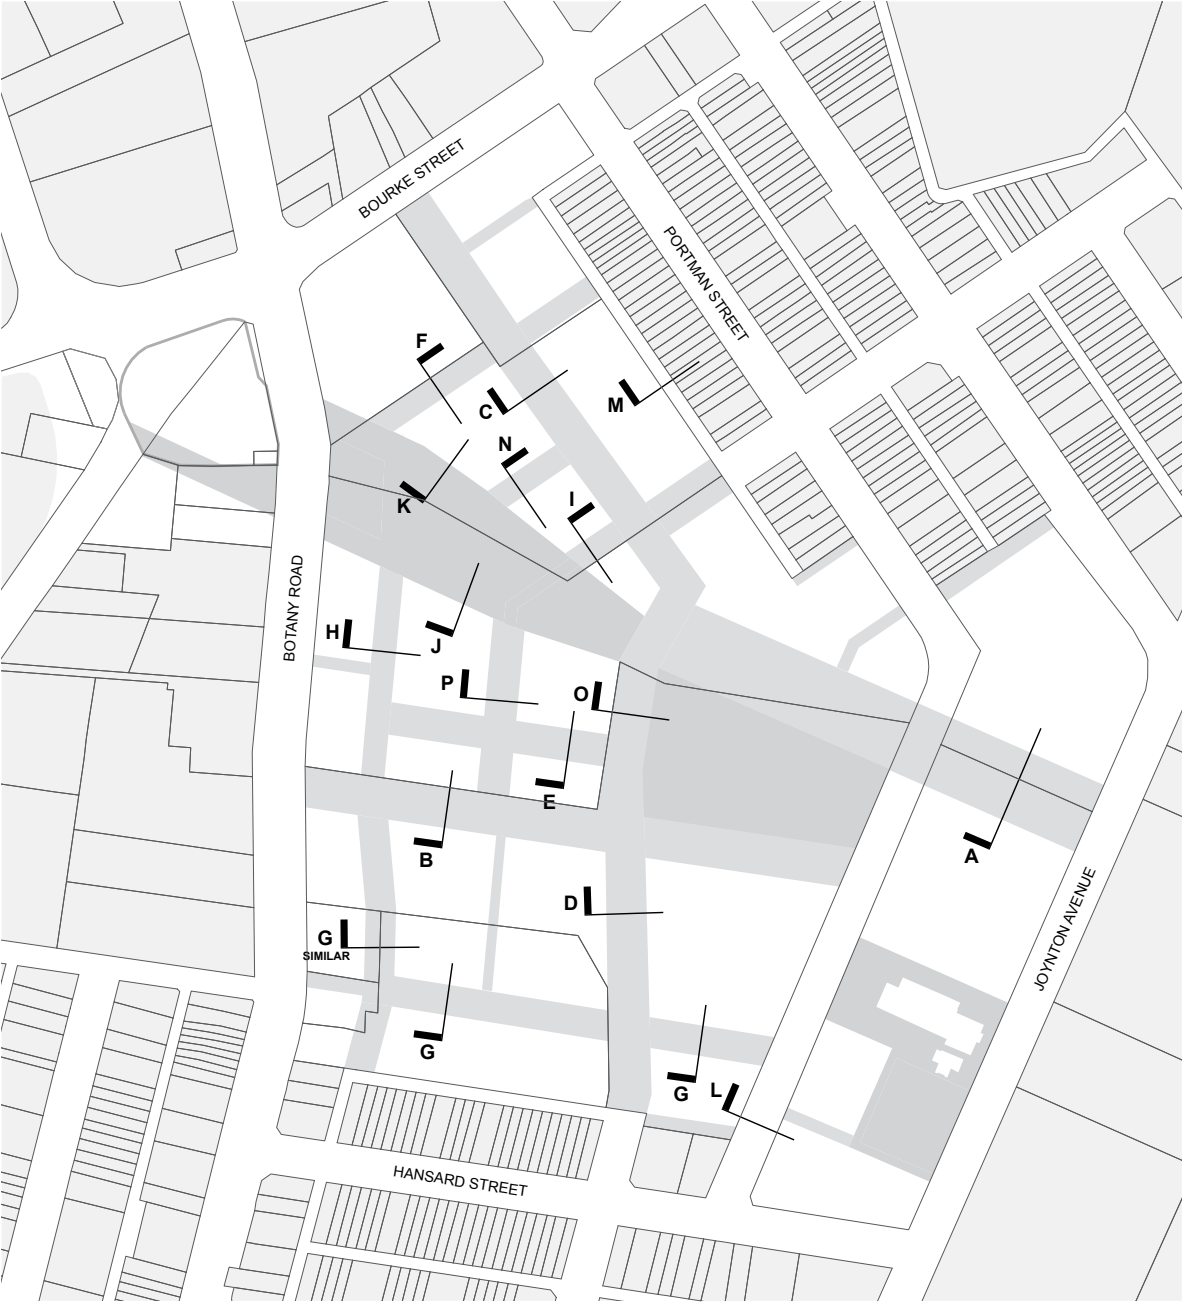 BOURKE STREET
PORTMAN STREET
F
C
M
N
K
I
BOTANY ROAD
H
J
P
O
E
B
A
D
G
SIMILAR
JOYNTON AVENUE
G
G
L
HANSARD STREET